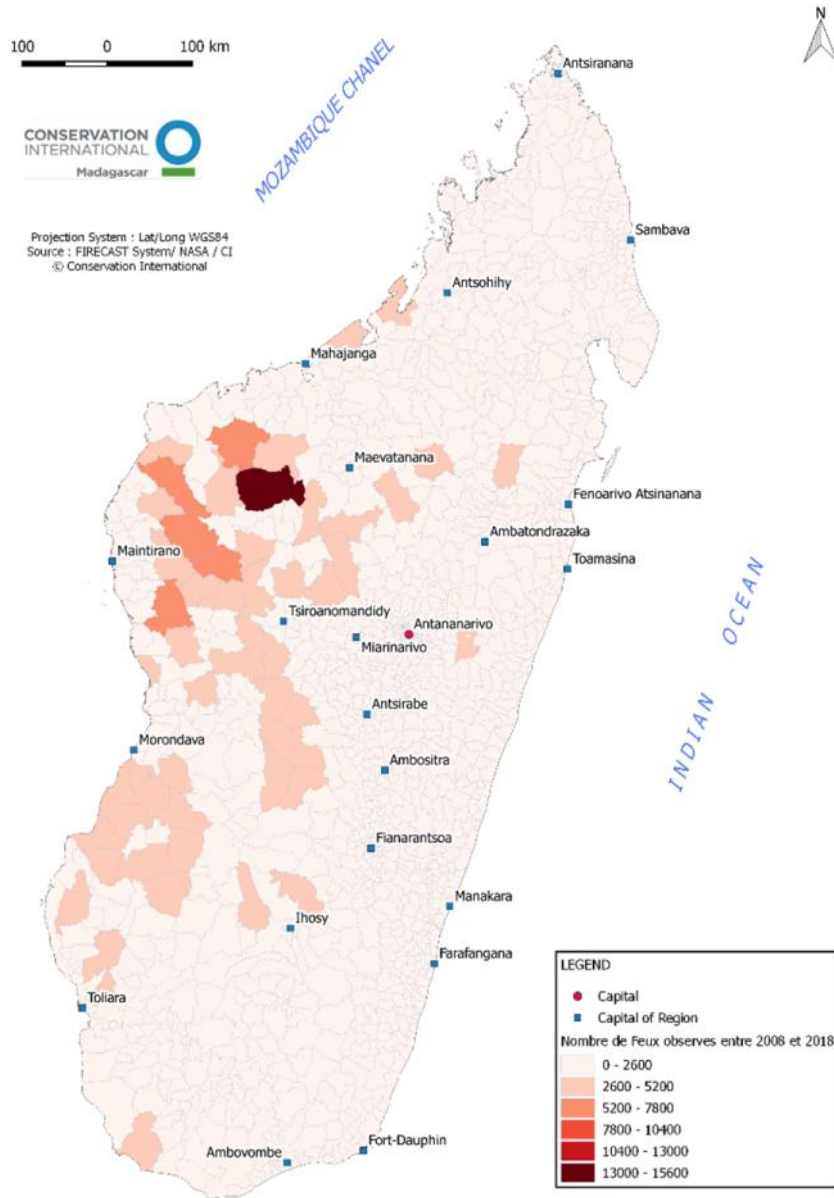 N
100 0 100 km
Antsiranana
MOZAMBIQUE CHANEL
CONSERVATION
INTERNATIONAL
Madagascar
Projection System : Lat/Long WGS84
Source : FIRECAST System/ NASA / CI
© Conservation International
Sambava
Antsohihy
Mahajanga
Maevatanana
Fenoarivo Atsinanana
Ambatondrazaka
Maintirano
Toamasina
Tsiroanomandidy
Antananarivo
Miarinarivo
INDIAN OCEAN
Antsirabe
Morondava
Ambositra
Fianarantsoa
Manakara
Ihosy
Farafangana
Toliara
Ambovombe
Fort-Dauphin
LEGEND
Capital
Capital of Region
Nombre de Feux observes entre 2008 et 2018
0 - 2600
2600 - 5200
5200 - 7800
7800 - 10400
10400 - 13000
13000 - 15600